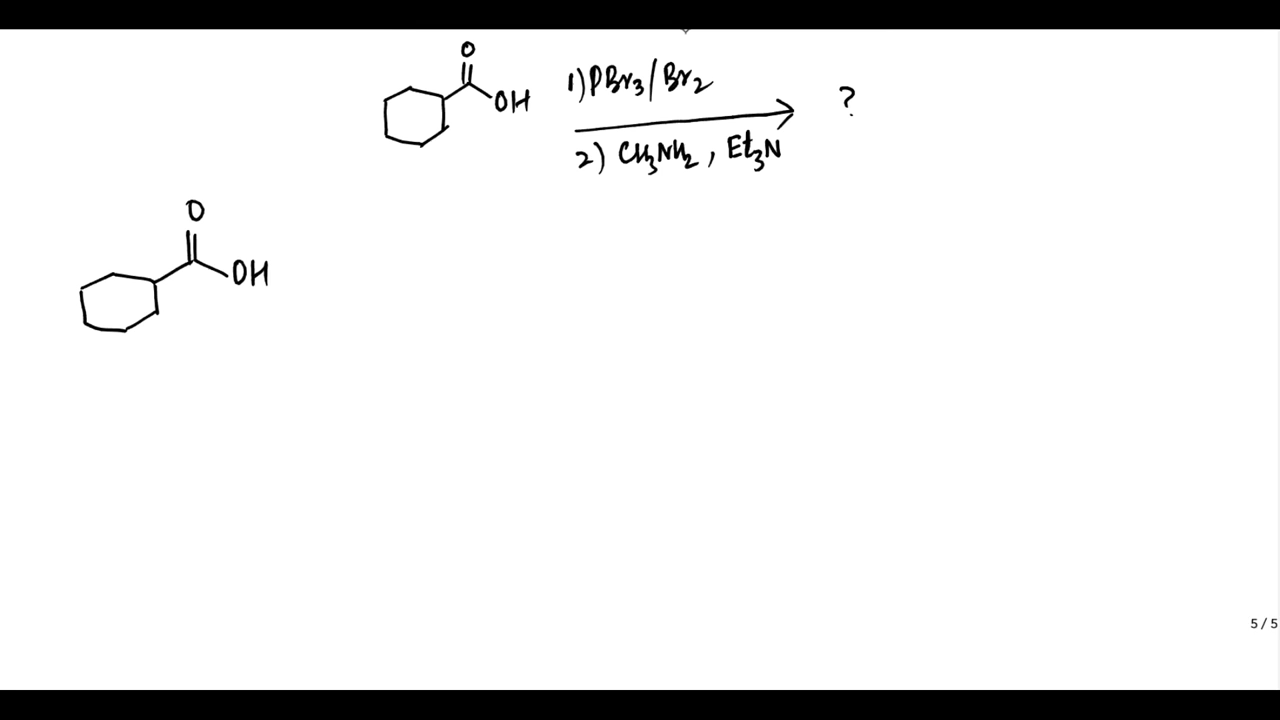 O
OH
1) PBr3/Br2
?
2) CH3NH2, Et3N
O
OH
5 / 5